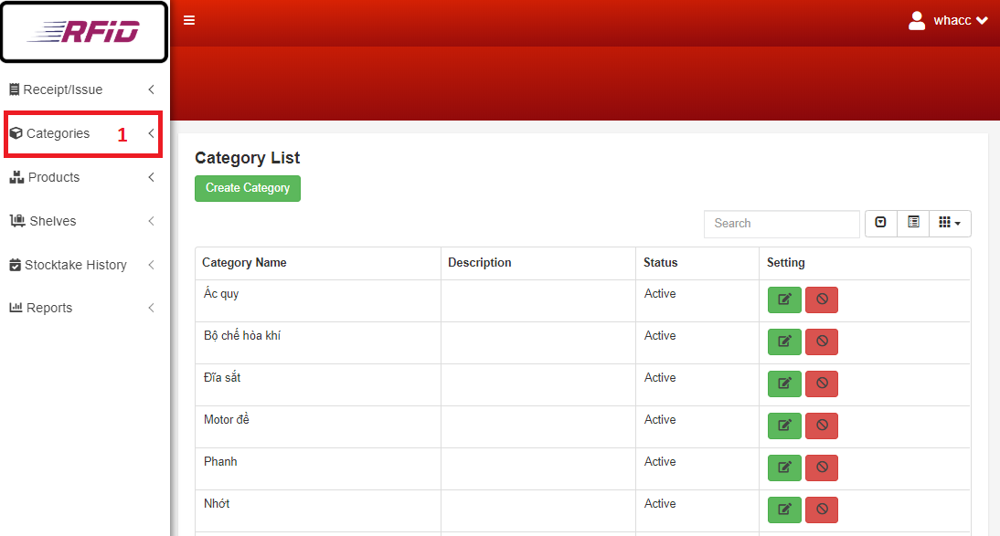 RFiD
whacc
Receipt/Issue
Categories 1
Products
Shelves
Stocktake History
Reports
Category List
Create Category
Search
Category Name Description Status Setting
Ác quy Active
Bộ chế hòa khí Active
Đĩa sắt Active
Motor đề Active
Phanh Active
Nhớt Active